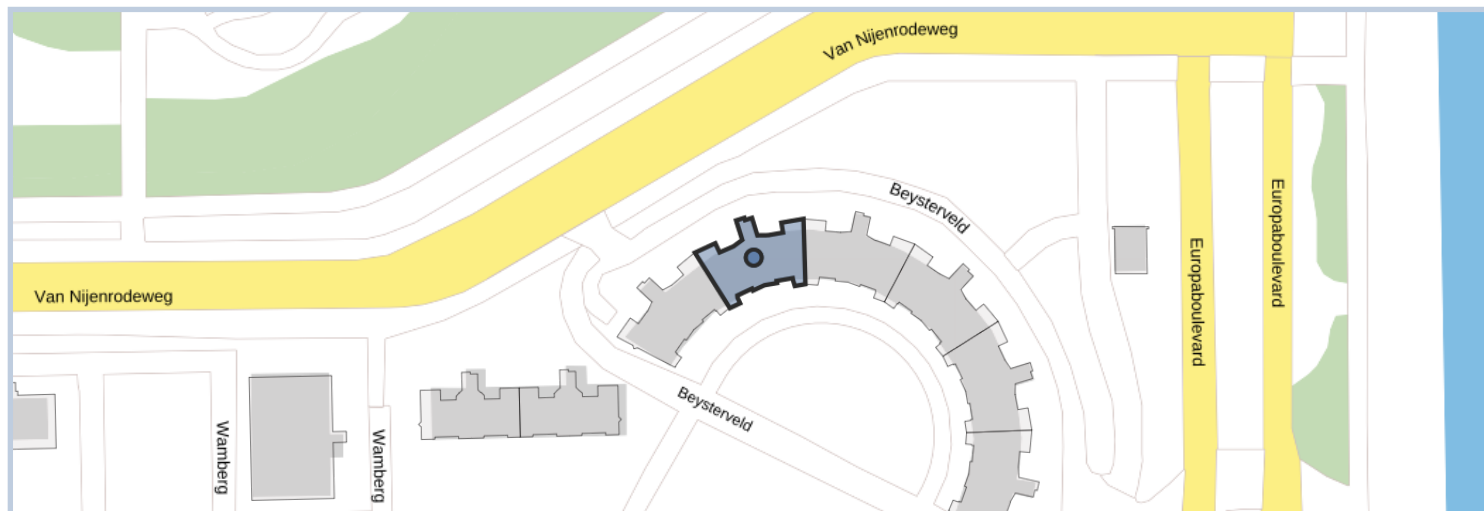 Van Nijenrodeweg
Beysterveld
Europaboulevard
Europaboulevard
Van Nijenrodeweg
Beysterveld
Wamberg
Wamberg